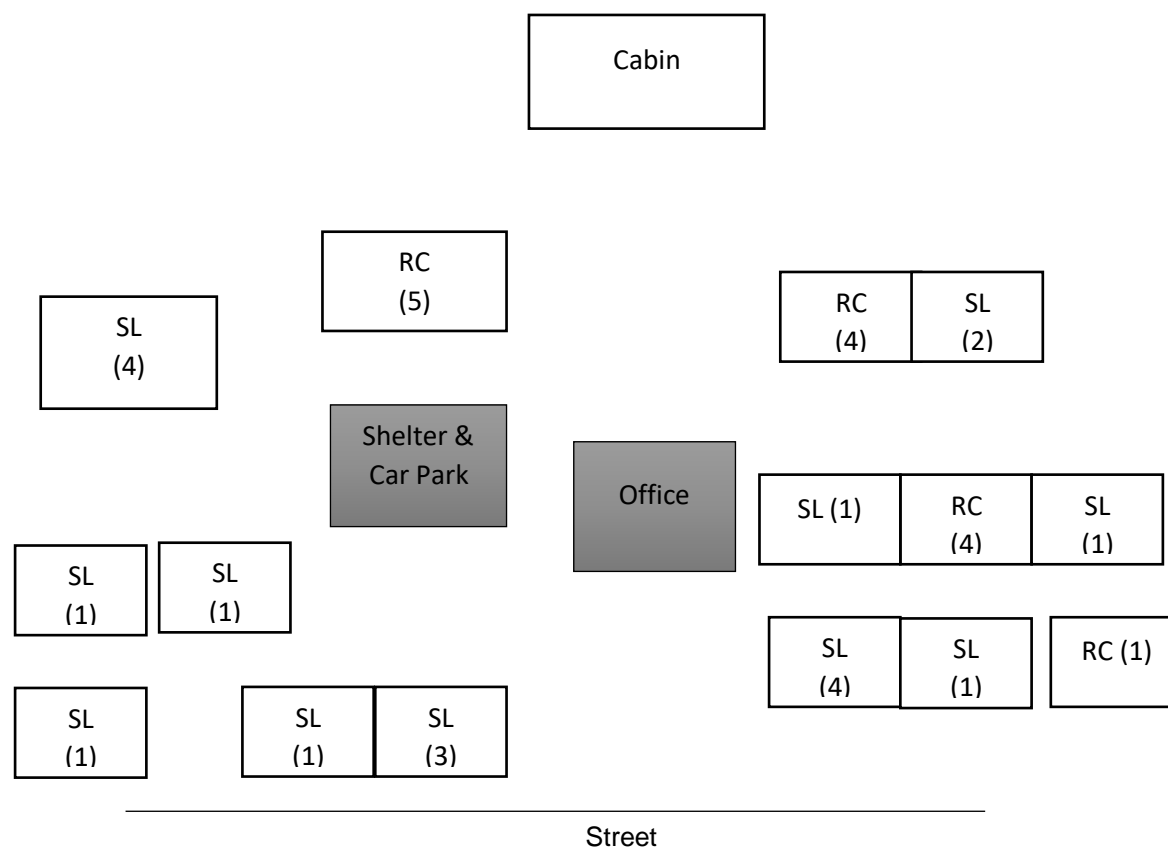 Cabin
RC
(5)
SL
(4)
RC
(4)
SL
(2)
Shelter &
Car Park
Office
SL (1)
RC
(4)
SL
(1)
SL
(1)
SL
(1)
SL
(4)
SL
(1)
RC (1)
SL
(1)
SL
(1)
SL
(3)
Street